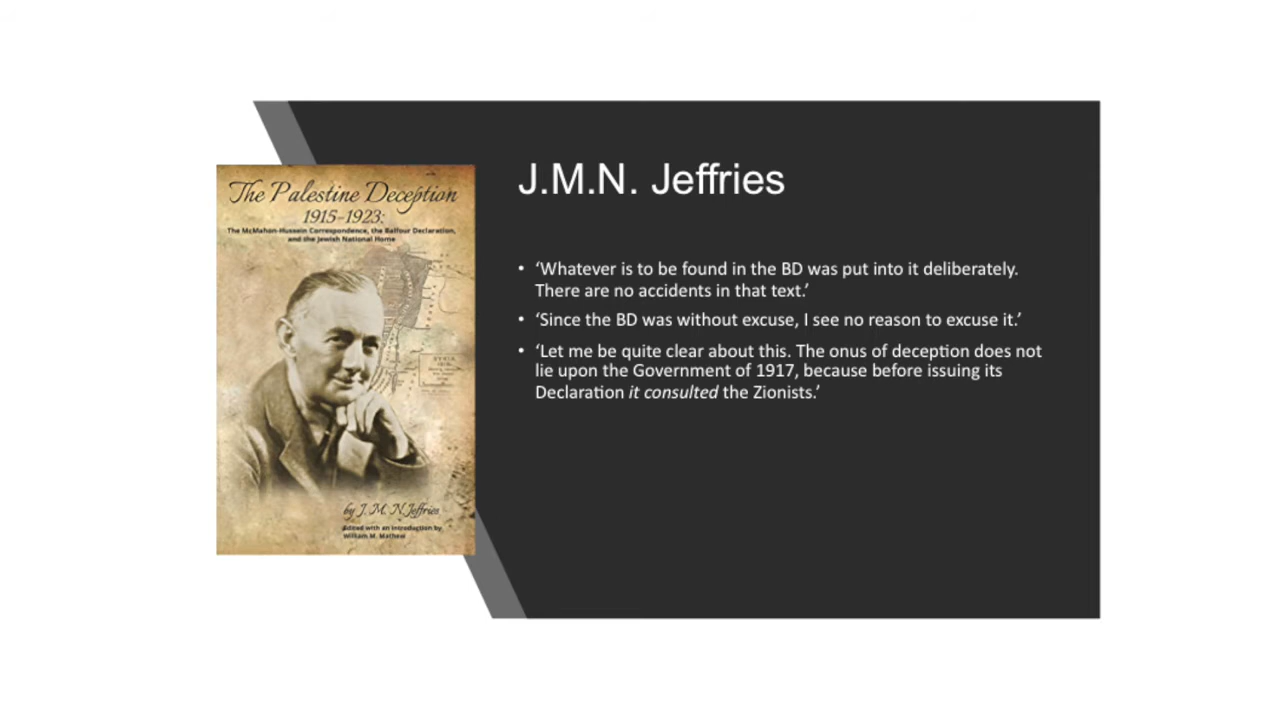 The Palestine Deception
1915–1923:
The McMahon-Hussein Correspondence, the Balfour Declaration,
and the Jewish National Home
by J. M. N. Jeffries
Edited with an introduction by
William M. Mathew
J.M.N. Jeffries
• ‘Whatever is to be found in the BD was put into it deliberately.
There are no accidents in that text.’
• ‘Since the BD was without excuse, I see no reason to excuse it.’
• ‘Let me be quite clear about this. The onus of deception does not
lie upon the Government of 1917, because before issuing its
Declaration it consulted the Zionists.’